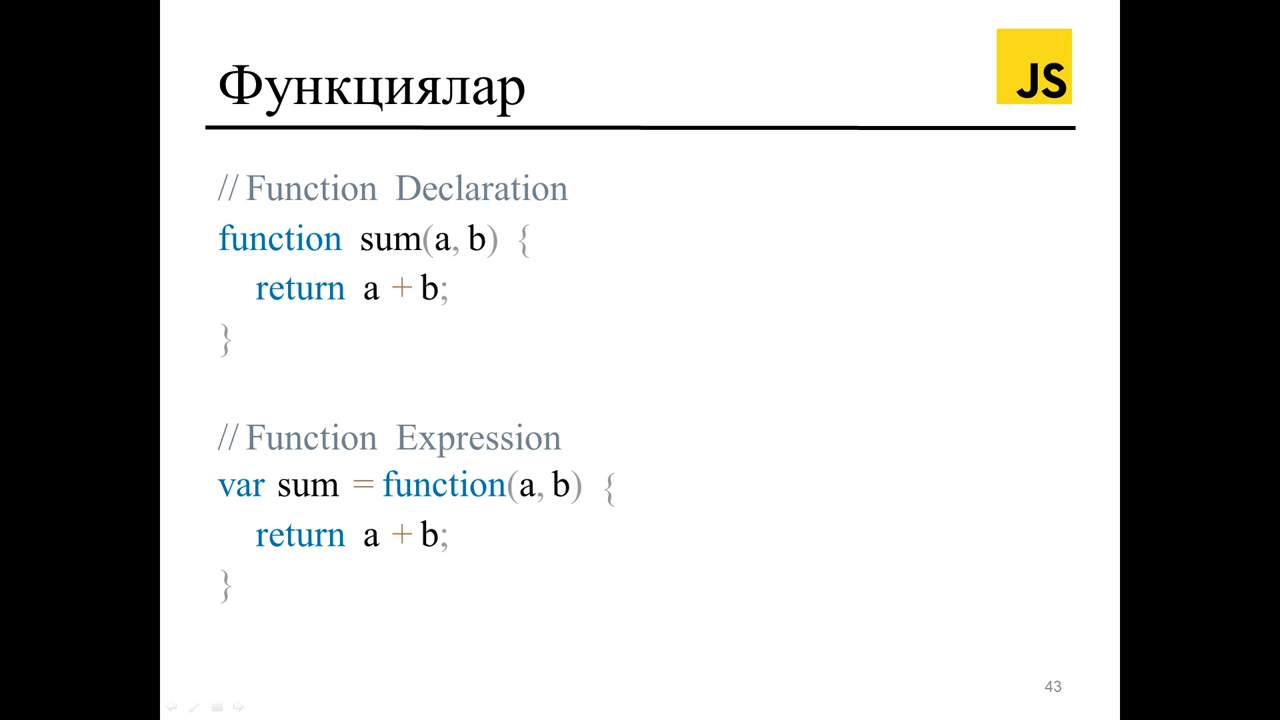 Функциялар
JS
// Function Declaration
function sum(a, b) {
return a + b;
}
// Function Expression
var sum = function(a, b) {
return a + b;
}
43